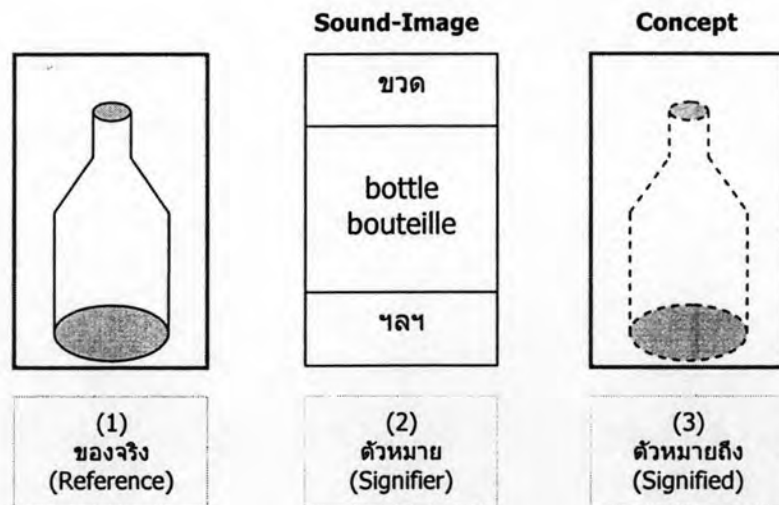 Sound-Image
Concept
ขวด
bottle
bouteille
ฯลฯ
(1)
ของจริง
(Reference)
(2)
ตัวหมาย
(Signifier)
(3)
ตัวหมายถึง
(Signified)